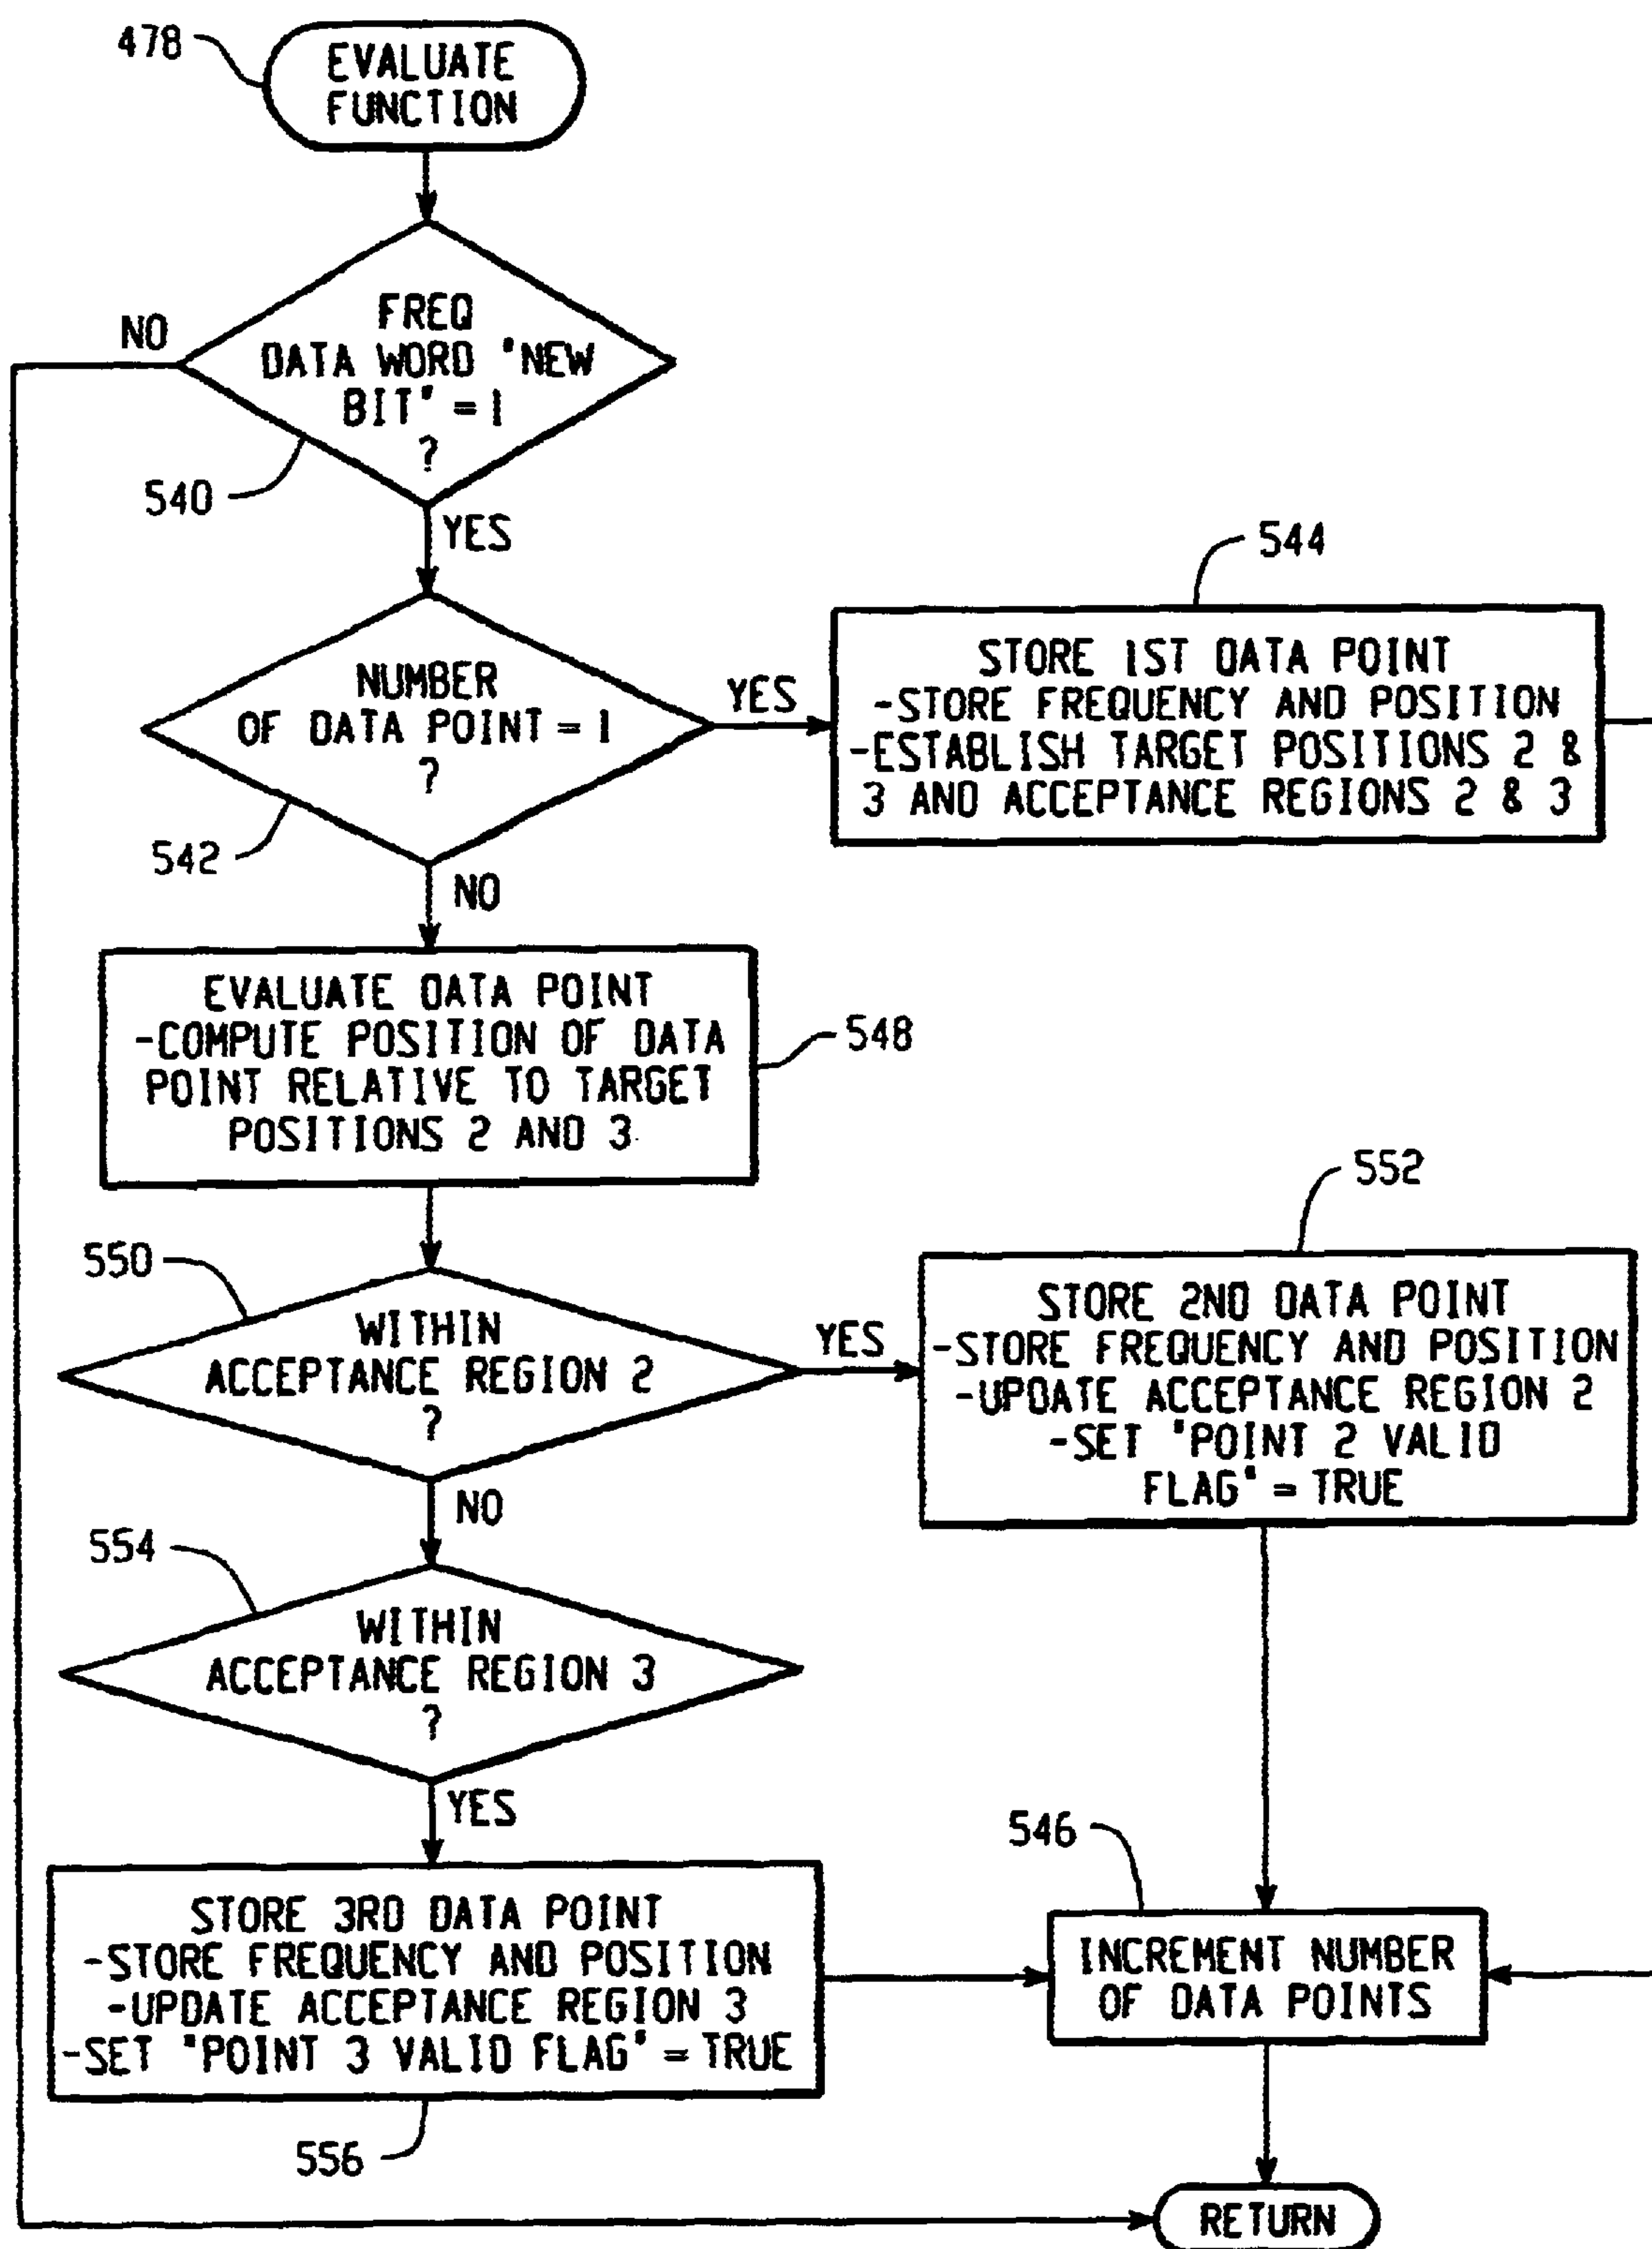 478
EVALUATE
FUNCTION
NO
FREQ
DATA WORD "NEW
BIT" = 1
?
540
YES
544
NUMBER
OF DATA POINT = 1
?
YES
542
NO
STORE 1ST DATA POINT
-STORE FREQUENCY AND POSITION
-ESTABLISH TARGET POSITIONS 2 &
3 AND ACCEPTANCE REGIONS 2 & 3
EVALUATE DATA POINT
-COMPUTE POSITION OF DATA
POINT RELATIVE TO TARGET
POSITIONS 2 AND 3
548
550
WITHIN
ACCEPTANCE REGION 2
?
YES
NO
552
STORE 2ND DATA POINT
-STORE FREQUENCY AND POSITION
-UPDATE ACCEPTANCE REGION 2
-SET "POINT 2 VALID
FLAG" = TRUE
554
WITHIN
ACCEPTANCE REGION 3
?
YES
STORE 3RD DATA POINT
-STORE FREQUENCY AND POSITION
-UPDATE ACCEPTANCE REGION 3
-SET "POINT 3 VALID FLAG" = TRUE
556
546
INCREMENT NUMBER
OF DATA POINTS
RETURN